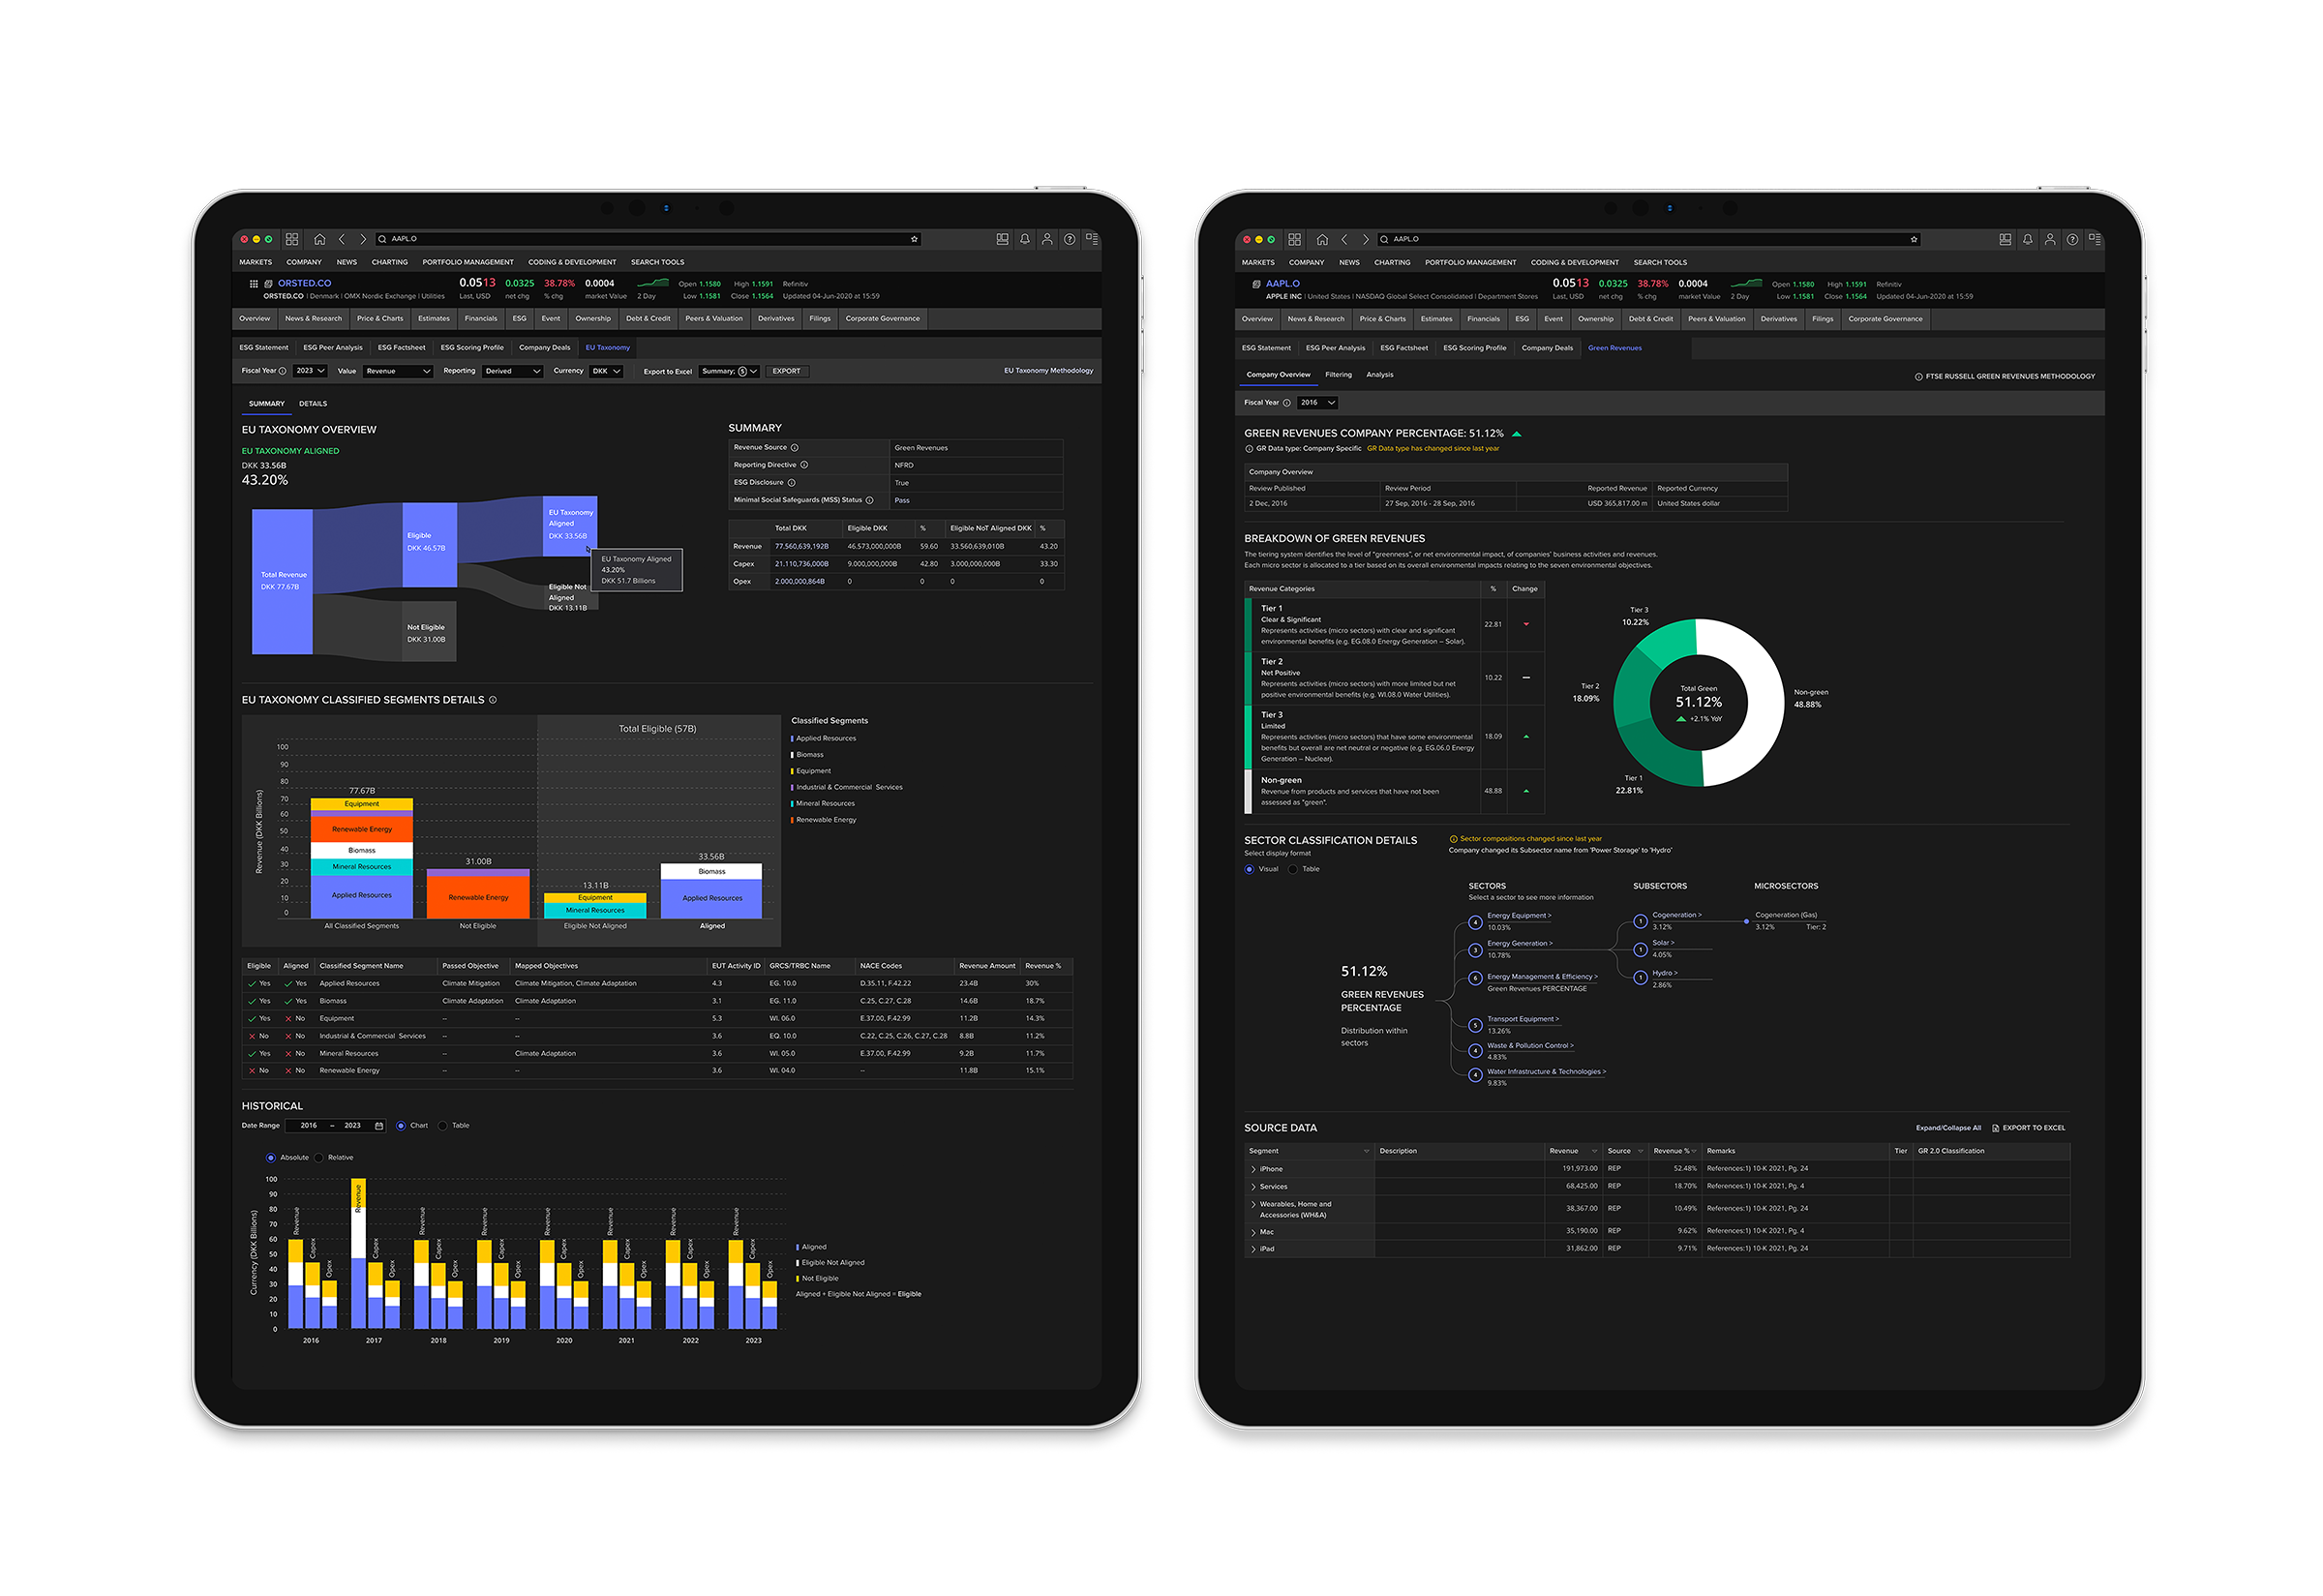 AAPL.O
MARKETS COMPANY NEWS CHARTING PORTFOLIO MANAGEMENT CODING & DEVELOPMENT SEARCH TOOLS
ORSTED.CO 0.0513 0.0325 38.78% 0.0004 Open 1.1580 High 1.1591 Refinitiv
ORSTED.CO | Denmark | OMX Nordic Exchange | Utilities Last, USD net chg % chg market Value 2 Day Low 1.1581 Close 1.1564 Updated 04-Jun-2020 at 15:59
Overview News & Research Price & Charts Estimates Financials ESG Event Ownership Debt & Credit Peers & Valuation Derivatives Filings Corporate Governance
ESG Statement ESG Peer Analysis ESG Factsheet ESG Scoring Profile Company Deals EU Taxonomy
Fiscal Year 2023 Value Revenue Reporting Derived Currency DKK Export to Excel Summary; EXPORT EU Taxonomy Methodology
SUMMARY DETAILS
EU TAXONOMY OVERVIEW
EU TAXONOMY ALIGNED
DKK 33.56B
43.20%
Total Revenue
DKK 77.67B
Eligible
DKK 46.57B
Not Eligible
DKK 31.00B
EU Taxonomy
Aligned
DKK 33.56B
Eligible Not
Aligned
DKK 13.11B
EU Taxonomy Aligned
43.20%
DKK 51.7 Billions
SUMMARY
Revenue Source Green Revenues
Reporting Directive NFRD
ESG Disclosure True
Minimal Social Safeguards (MSS) Status Pass
Total DKK Eligible DKK % Eligible NoT Aligned DKK %
Revenue 77.560,639,192B 46.573,000,000B 59.60 33.560,639,010B 43.20
Capex 21.110,736,000B 9.000,000,000B 42.80 3.000,000,000B 33.30
Opex 2.000,000,864B 0 0 0 0
EU TAXONOMY CLASSIFIED SEGMENTS DETAILS
Total Eligible (57B)
Revenue (DKK Billions)
100
90
80
70
60
50
40
30
20
10
0
77.67B
Equipment
Renewable Energy
Biomass
Mineral Resources
Applied Resources
31.00B
Renewable Energy
13.11B
Equipment
Mineral Resources
33.56B
Biomass
Applied Resources
All Classified Segments Not Eligible Eligible Not Aligned Aligned
Classified Segments
Applied Resources
Biomass
Equipment
Industrial & Commercial Services
Mineral Resources
Renewable Energy
Eligible Aligned Classified Segment Name Passed Objective Mapped Objectives EUT Activity ID GRCS/TRBC Name NACE Codes Revenue Amount Revenue %
Yes Yes Applied Resources Climate Mitigation Climate Mitigation, Climate Adaptation 4.3 EG. 10.0 D.35.11, F.42.22 23.4B 30%
Yes Yes Biomass Climate Adaptation Climate Adaptation 3.1 EG. 11.0 C.25, C.27, C.28 14.6B 18.7%
Yes No Equipment -- -- 5.3 WI. 06.0 E.37.00, F.42.99 11.2B 14.3%
No No Industrial & Commercial Services -- -- 3.6 EQ. 10.0 C.22, C.25, C.26, C.27, C.28 8.8B 11.2%
Yes No Mineral Resources -- Climate Adaptation 3.6 WI. 05.0 E.37.00, F.42.99 9.2B 11.7%
No No Renewable Energy -- -- 3.6 WI. 04.0 -- 11.8B 15.1%
HISTORICAL
Date Range 2016 – 2023 Chart Table
Absolute Relative
Currency (DKK Billions)
100
90
80
70
60
50
40
30
20
10
0
Revenue Capex Opex Revenue Capex Opex Revenue Capex Opex Revenue Capex Opex Revenue Capex Opex Revenue Capex Opex Revenue Capex Opex Revenue Capex Opex
2016 2017 2018 2019 2020 2021 2022 2023
Aligned
Eligible Not Aligned
Not Eligible
Aligned + Eligible Not Aligned = Eligible
AAPL.O
MARKETS COMPANY NEWS CHARTING PORTFOLIO MANAGEMENT CODING & DEVELOPMENT SEARCH TOOLS
AAPL.O 0.0513 0.0325 38.78% 0.0004 Open 1.1580 High 1.1591 Refinitiv
APPLE INC | United States | NASDAQ Global Select Consolidated | Department Stores Last, USD net chg % chg market Value 2 Day Low 1.1581 Close 1.1564 Updated 04-Jun-2020 at 15:59
Overview News & Research Price & Charts Estimates Financials ESG Event Ownership Debt & Credit Peers & Valuation Derivatives Filings Corporate Governance
ESG Statement ESG Peer Analysis ESG Factsheet ESG Scoring Profile Company Deals Green Revenues
Company Overview Filtering Analysis FTSE RUSSELL GREEN REVENUES METHODOLOGY
Fiscal Year 2016
GREEN REVENUES COMPANY PERCENTAGE: 51.12%
GR Data type: Company Specific GR Data type has changed since last year
Company Overview
Review Published Review Period Reported Revenue Reported Currency
2 Dec, 2016 27 Sep, 2016 - 28 Sep, 2016 USD 365,817.00 m United States dollar
BREAKDOWN OF GREEN REVENUES
The tiering system identifies the level of "greenness", or net environmental impact, of companies' business activities and revenues.
Each micro sector is allocated to a tier based on its overall environmental impacts relating to the seven environmental objectives.
Revenue Categories % Change
Tier 1
Clear & Significant
Represents activities (micro sectors) with clear and significant
environmental benefits (e.g. EG.08.0 Energy Generation – Solar).
22.81
Tier 2
Net Positive
Represents activities (micro sectors) with more limited but net
positive environmental benefits (e.g. WI.08.0 Water Utilities).
10.22
Tier 3
Limited
Represents activities (micro sectors) that have some environmental
benefits but overall are net neutral or negative (e.g. EG.06.0 Energy
Generation – Nuclear).
18.09
Non-green
Revenue from products and services that have not been
assessed as "green".
48.88
Tier 3
10.22%
Tier 2
18.09%
Tier 1
22.81%
Total Green
51.12%
+2.1% YoY
Non-green
48.88%
SECTOR CLASSIFICATION DETAILS
Sector compositions changed since last year
Company changed its Subsector name from 'Power Storage' to 'Hydro'
Select display format
Visual Table
SECTORS SUBSECTORS MICROSECTORS
Select a sector to see more information
51.12%
GREEN REVENUES
PERCENTAGE
Distribution within
sectors
4 Energy Equipment >
10.03%
3 Energy Generation >
10.78%
6 Energy Management & Efficiency >
Green Revenues PERCENTAGE
5 Transport Equipment >
13.26%
4 Waste & Pollution Control >
4.83%
4 Water Infrastructure & Technologies >
9.83%
1 Cogeneration >
3.12%
1 Solar >
4.05%
1 Hydro >
2.86%
Cogeneration (Gas)
3.12% Tier: 2
SOURCE DATA Expand/Collapse All EXPORT TO EXCEL
Segment Description Revenue Source Revenue % Remarks Tier GR 2.0 Classification
iPhone 191,973.00 REP 52.48% References:1) 10-K 2021, Pg. 24
Services 68,425.00 REP 18.70% References:1) 10-K 2021, Pg. 4
Wearables, Home and
Accessories (WH&A) 38,367.00 REP 10.49% References:1) 10-K 2021, Pg. 24
Mac 35,190.00 REP 9.62% References:1) 10-K 2021, Pg. 4
iPad 31,862.00 REP 9.71% References:1) 10-K 2021, Pg. 24